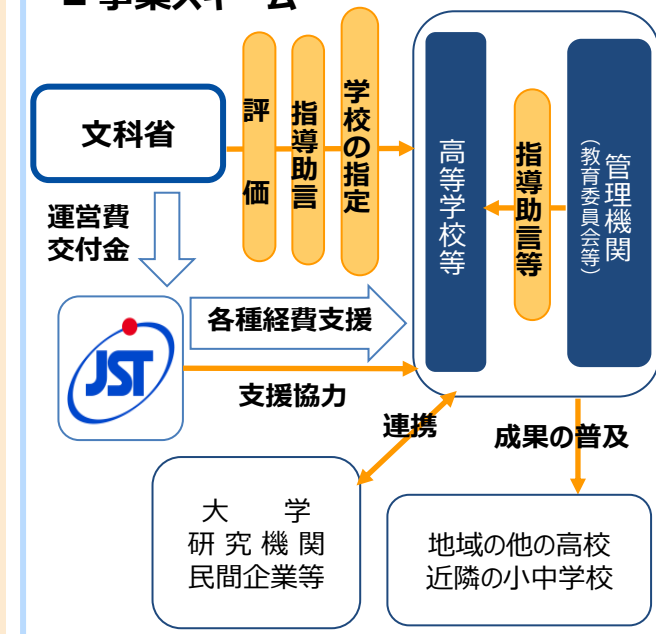 ■ 事業スキーム
文科省
評価
指導助言
学校の指定
高等学校等
指導助言等
管理機関
（教育委員会等）
運営費
交付金
JST
各種経費支援
支援協力
連携
成果の普及
大　　学
研 究 機 関
民間企業等
地域の他の高校
近隣の小中学校